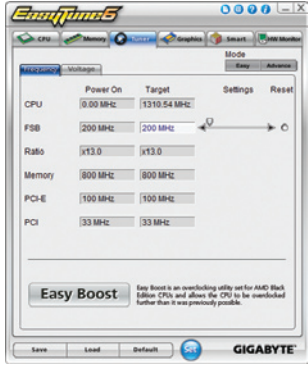 EasyTune6
CPU Memory Tuner Graphics Smart HW Monitor
Mode
Easy Advance
Frequency Voltage
Power On Target Settings Reset
CPU 0.00 MHz 1310.54 MHz
FSB 200 MHz 200 MHz
Ratio x13.0 x13.0
Memory 800 MHz 800 MHz
PCI-E 100 MHz 100 MHz
PCI 33 MHz 33 MHz
Easy Boost
Easy Boost is an overclocking utility set for AMD Black
Edition CPUs and allows the CPU to be overclocked
further than it was previously possible.
Save Load Default Set GIGABYTE